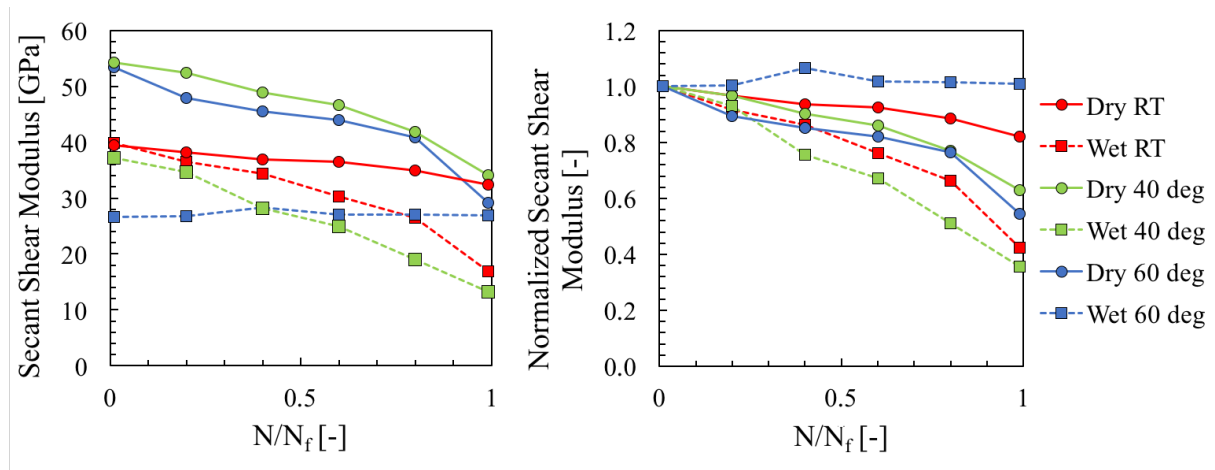 Secant Shear Modulus [GPa]
60
50
40
30
20
10
0
0
0.5
1
N/Nf [-]
Normalized Secant Shear
Modulus [-]
1.2
1.0
0.8
0.6
0.4
0.2
0.0
0
0.5
1
N/Nf [-]
Dry RT
Wet RT
Dry 40 deg
Wet 40 deg
Dry 60 deg
Wet 60 deg